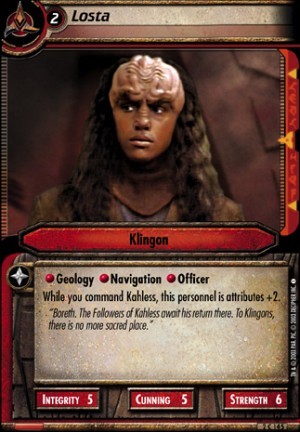 2
Losta
Klingon
Geology Navigation Officer
While you command Kahless, this personnel is attributes +2.
"Boreth. The Followers of Kahless await his return there. To Klingons,
there is no more sacred place."
INTEGRITY 5 CUNNING 5 STRENGTH 6